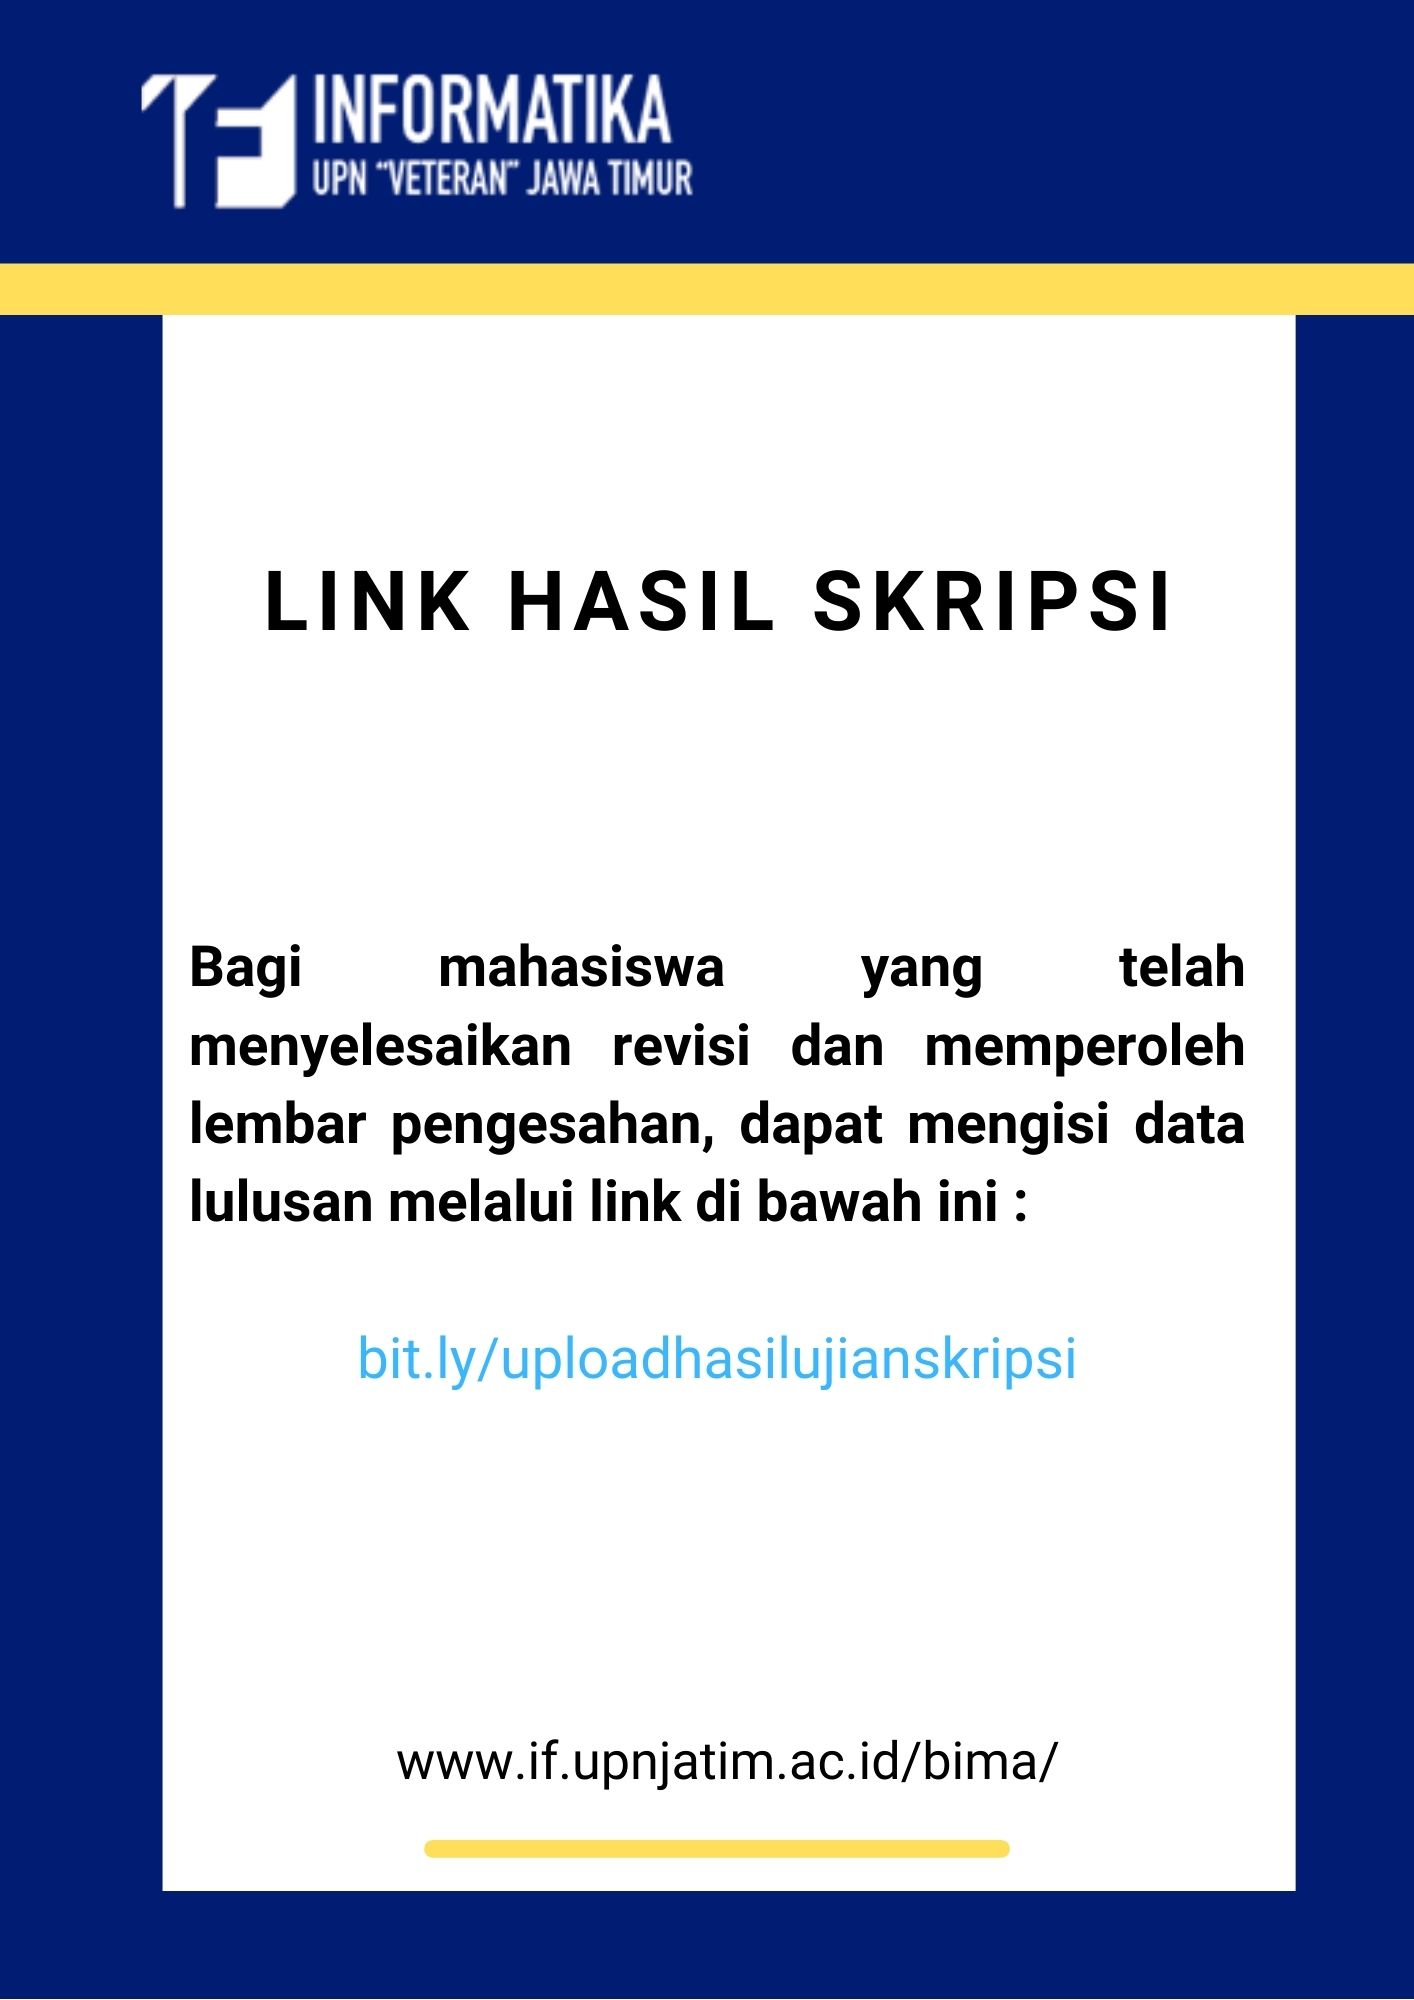 INFORMATIKA
UPN “VETERAN” JAWA TIMUR
LINK HASIL SKRIPSI
Bagi mahasiswa yang telah
menyelesaikan revisi dan memperoleh
lembar pengesahan, dapat mengisi data
lulusan melalui link di bawah ini :
bit.ly/uploadhasilujianskripsi
www.if.upnjatim.ac.id/bima/